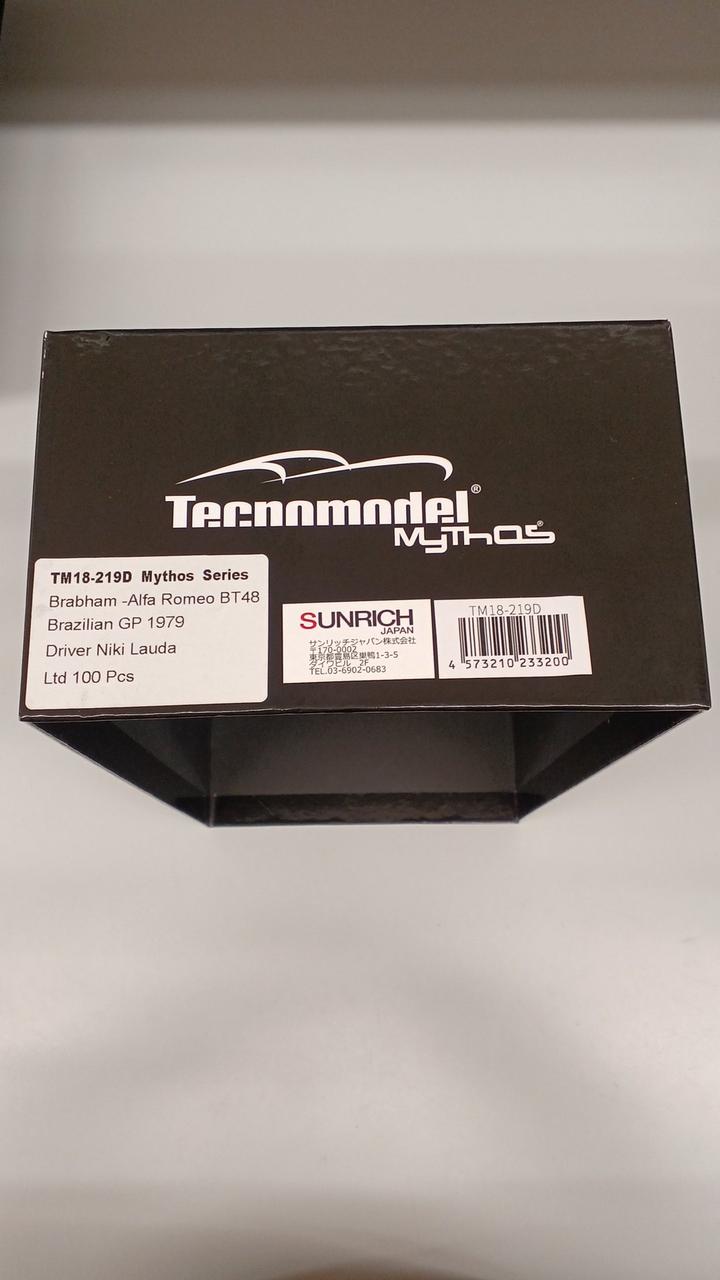 Tecnomodel®
Mythos®
TM18-219D Mythos Series
Brabham -Alfa Romeo BT48
Brazilian GP 1979
Driver Niki Lauda
Ltd 100 Pcs
SUNRICH
JAPAN
サンリッチジャパン株式会社
〒170-0002
東京都豊島区巣鴨1-3-5
ダイワビル 2F
TEL.03-6902-0683
TM18-219D
4 573210 233200